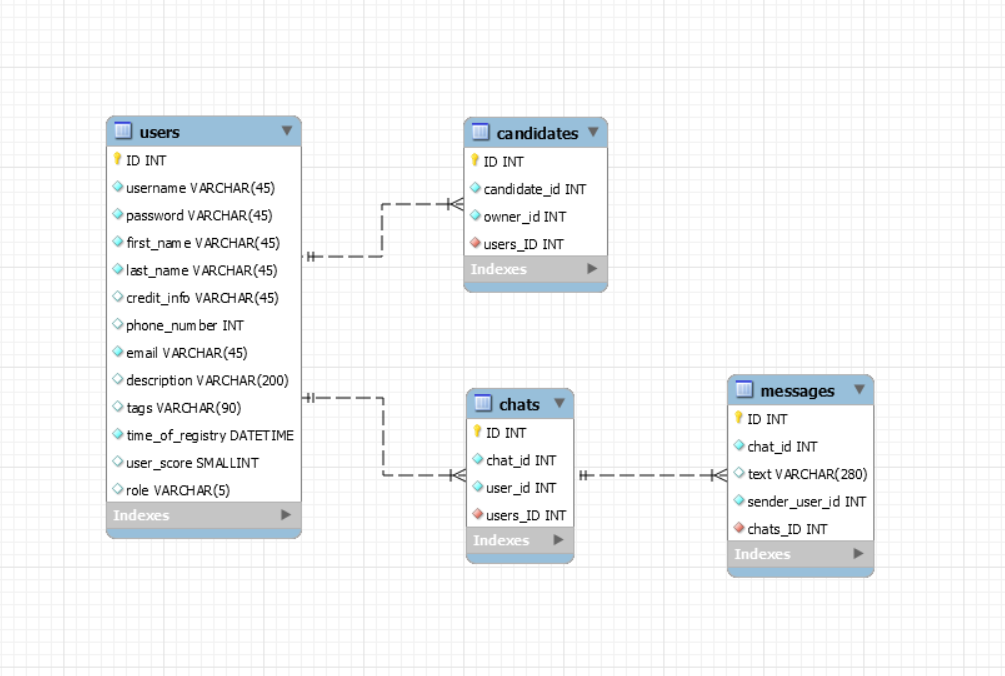 users
ID INT
username VARCHAR(45)
password VARCHAR(45)
first_name VARCHAR(45)
last_name VARCHAR(45)
credit_info VARCHAR(45)
phone_number INT
email VARCHAR(45)
description VARCHAR(200)
tags VARCHAR(90)
time_of_registry DATETIME
user_score SMALLINT
role VARCHAR(5)
Indexes
candidates
ID INT
candidate_id INT
owner_id INT
users_ID INT
Indexes
chats
ID INT
chat_id INT
user_id INT
users_ID INT
Indexes
messages
ID INT
chat_id INT
text VARCHAR(280)
sender_user_id INT
chats_ID INT
Indexes